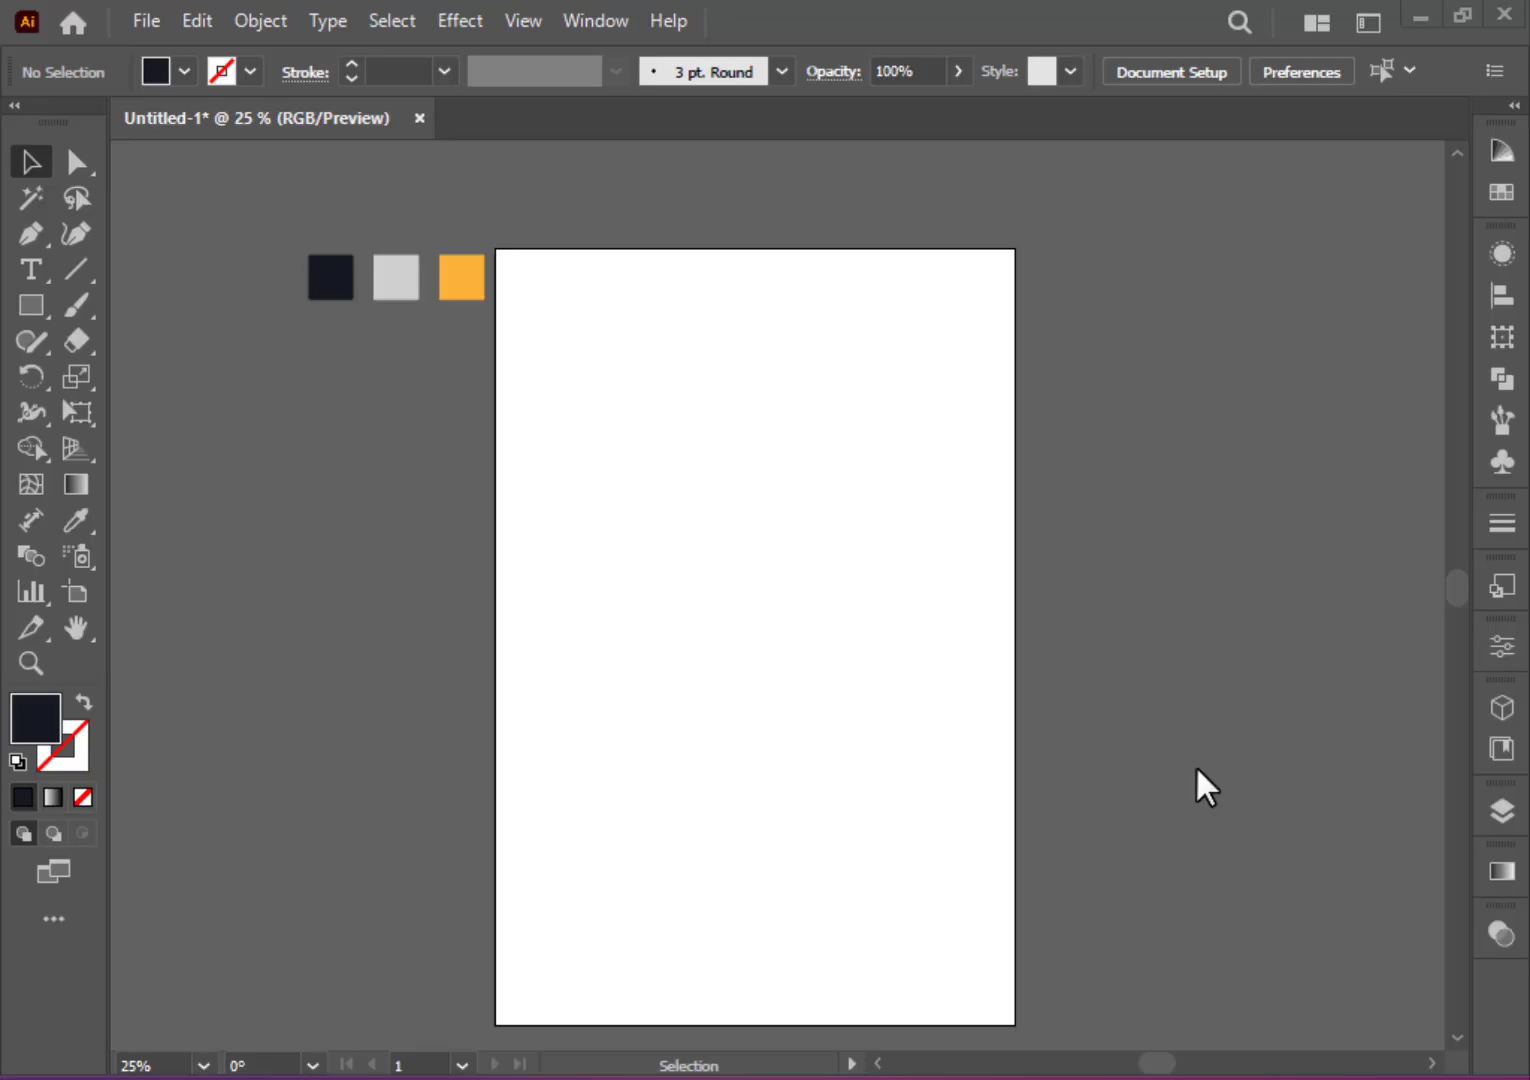 Ai File Edit Object Type Select Effect View Window Help
No Selection Stroke: 3 pt. Round Opacity: 100% Style: Document Setup Preferences
Untitled-1* @ 25 % (RGB/Preview)
25% 0° 1 Selection